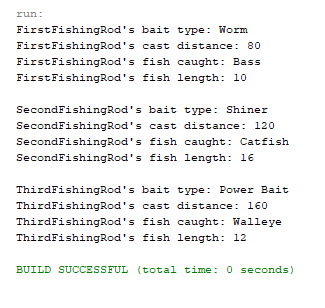 run:
FirstFishingRod's bait type: Worm
FirstFishingRod's cast distance: 80
FirstFishingRod's fish caught: Bass
FirstFishingRod's fish length: 10

SecondFishingRod's bait type: Shiner
SecondFishingRod's cast distance: 120
SecondFishingRod's fish caught: Catfish
SecondFishingRod's fish length: 16

ThirdFishingRod's bait type: Power Bait
ThirdFishingRod's cast distance: 160
ThirdFishingRod's fish caught: Walleye
ThirdFishingRod's fish length: 12

BUILD SUCCESSFUL (total time: 0 seconds)